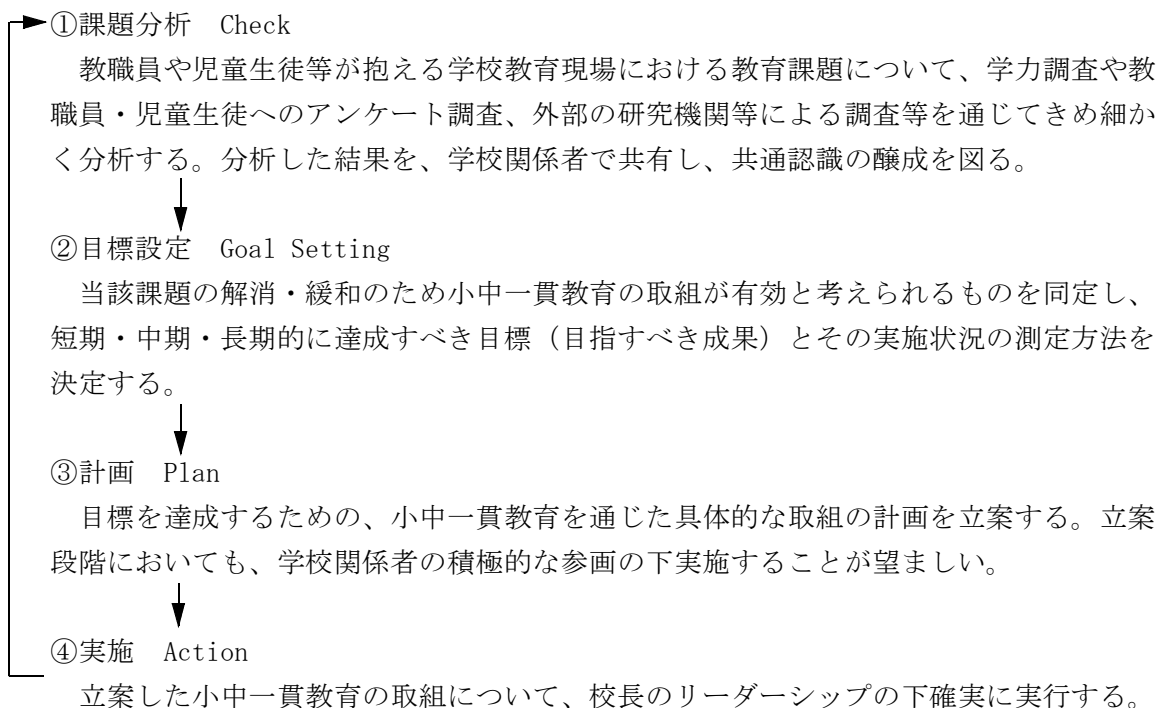 ①課題分析　Check
　教職員や児童生徒等が抱える学校教育現場における教育課題について、学力調査や教
職員・児童生徒へのアンケート調査、外部の研究機関等による調査等を通じてきめ細か
く分析する。分析した結果を、学校関係者で共有し、共通認識の醸成を図る。
②目標設定　Goal Setting
　当該課題の解消・緩和のため小中一貫教育の取組が有効と考えられるものを同定し、
短期・中期・長期的に達成すべき目標（目指すべき成果）とその実施状況の測定方法を
決定する。
③計画　Plan
　目標を達成するための、小中一貫教育を通じた具体的な取組の計画を立案する。立案
段階においても、学校関係者の積極的な参画の下実施することが望ましい。
④実施　Action
　立案した小中一貫教育の取組について、校長のリーダーシップの下確実に実行する。